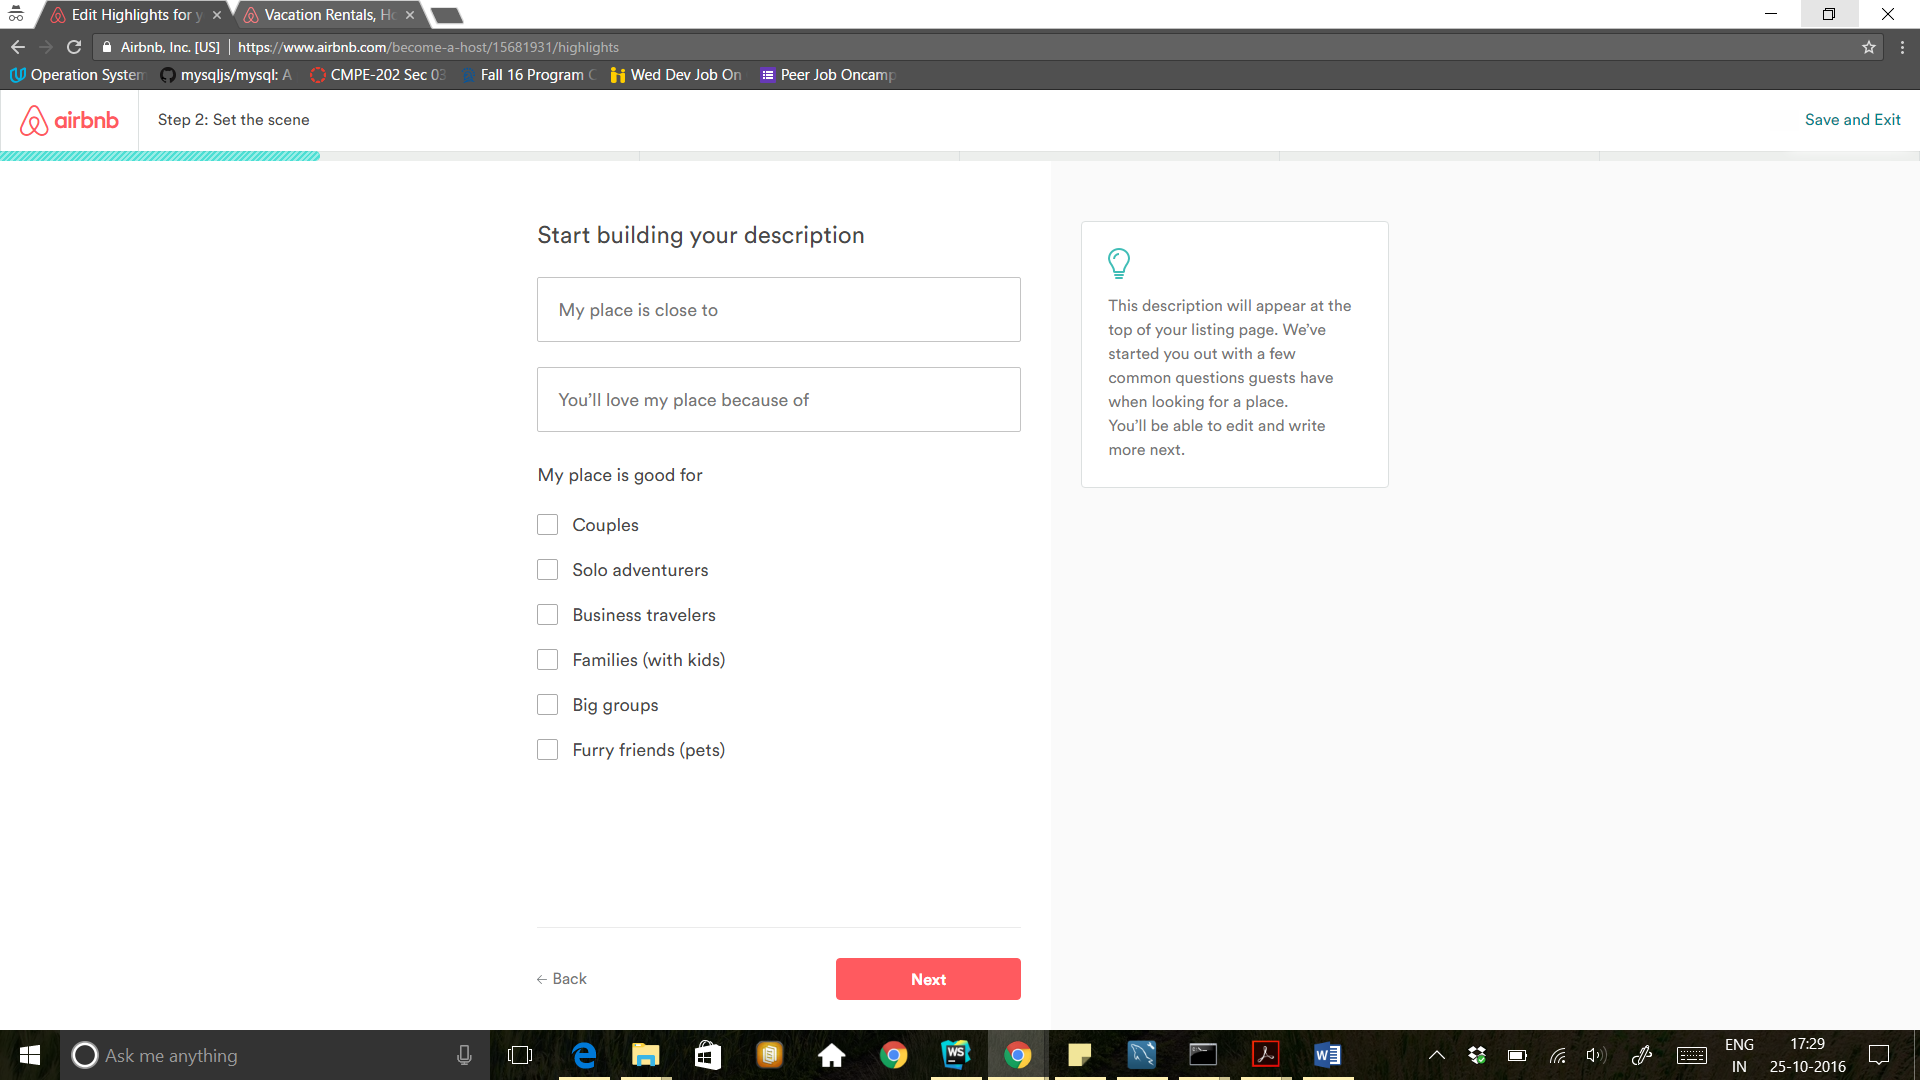 Edit Highlights for y
Vacation Rentals, Ho
Airbnb, Inc. [US]
https://www.airbnb.com/become-a-host/15681931/highlights
Operation System
mysqljs/mysql: A
CMPE-202 Sec 03
Fall 16 Program C
Wed Dev Job On
Peer Job Oncamp
airbnb
Step 2: Set the scene
Save and Exit
Start building your description
My place is close to
You’ll love my place because of
My place is good for
Couples
Solo adventurers
Business travelers
Families (with kids)
Big groups
Furry friends (pets)
← Back
Next
This description will appear at the
top of your listing page. We’ve
started you out with a few
common questions guests have
when looking for a place.
You’ll be able to edit and write
more next.
Ask me anything
WS
ENG
IN
17:29
25-10-2016